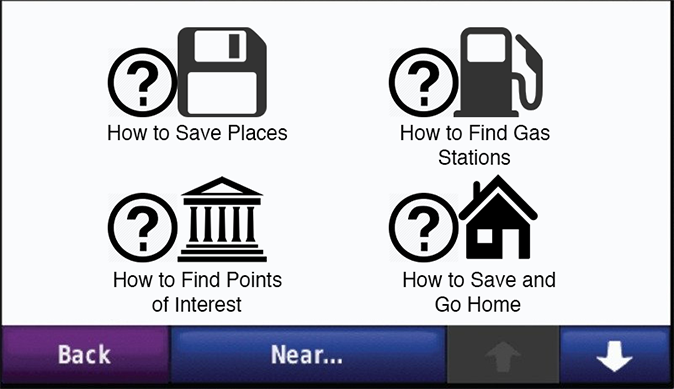 ?
How to Save Places
?
How to Find Gas
Stations
?
How to Find Points
of Interest
?
How to Save and
Go Home
Back
Near...